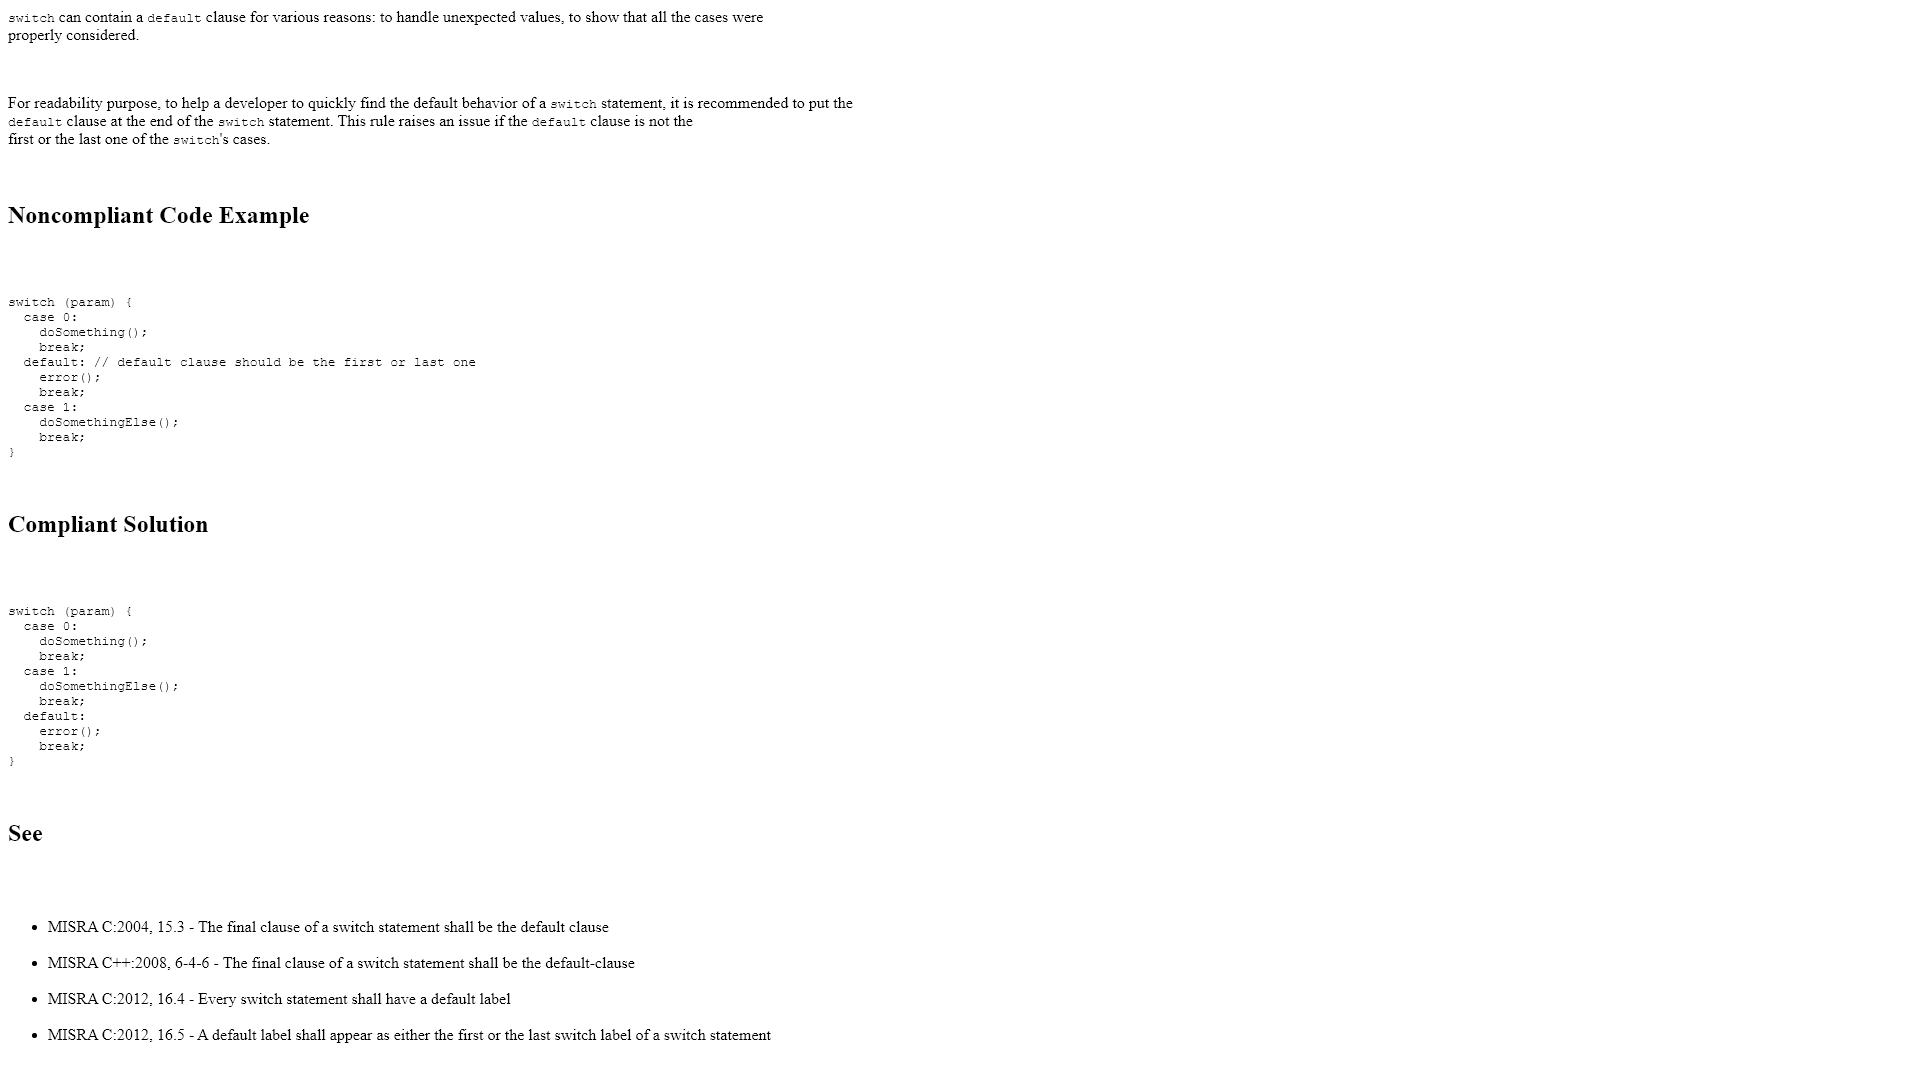 switch can contain a default clause for various reasons: to handle unexpected values, to show that all the cases were
properly considered.
For readability purpose, to help a developer to quickly find the default behavior of a switch statement, it is recommended to put the
default clause at the end of the switch statement. This rule raises an issue if the default clause is not the
first or the last one of the switch's cases.
Noncompliant Code Example
switch (param) {
  case 0:
    doSomething();
    break;
  default: // default clause should be the first or last one
    error();
    break;
  case 1:
    doSomethingElse();
    break;
}
Compliant Solution
switch (param) {
  case 0:
    doSomething();
    break;
  case 1:
    doSomethingElse();
    break;
  default:
    error();
    break;
}
See
• MISRA C:2004, 15.3 - The final clause of a switch statement shall be the default clause
• MISRA C++:2008, 6-4-6 - The final clause of a switch statement shall be the default-clause
• MISRA C:2012, 16.4 - Every switch statement shall have a default label
• MISRA C:2012, 16.5 - A default label shall appear as either the first or the last switch label of a switch statement